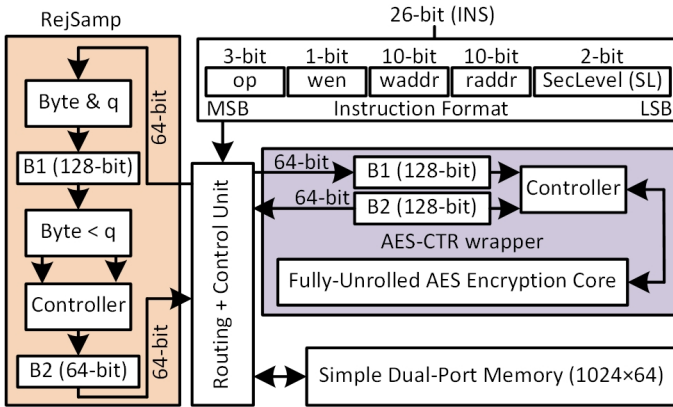 RejSamp
Byte & q
B1 (128-bit)
Byte < q
Controller
B2 (64-bit)
64-bit
64-bit
26-bit (INS)
3-bit 1-bit 10-bit 10-bit 2-bit
op wen waddr raddr SecLevel (SL)
MSB Instruction Format LSB
Routing + Control Unit
64-bit B1 (128-bit)
64-bit B2 (128-bit)
Controller
AES-CTR wrapper
Fully-Unrolled AES Encryption Core
Simple Dual-Port Memory (1024×64)